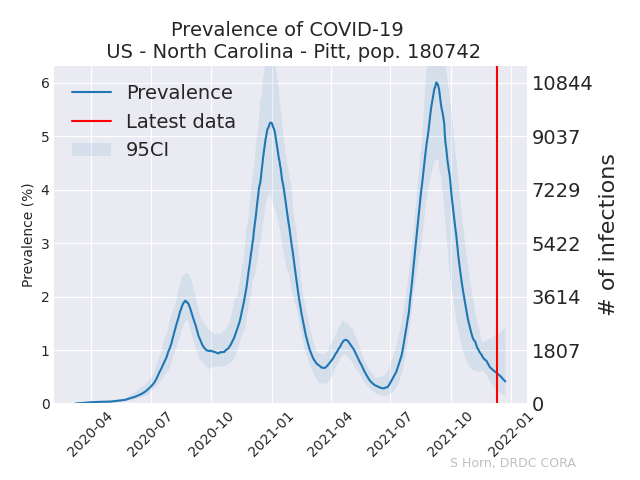 Prevalence of COVID-19
US - North Carolina - Pitt, pop. 180742
Prevalence
Latest data
95CI
Prevalence (%)
6
5
4
3
2
1
0
10844
9037
7229
5422
3614
1807
0
# of infections
2020-04
2020-07
2020-10
2021-01
2021-04
2021-07
2021-10
2022-01
S Horn, DRDC CORA